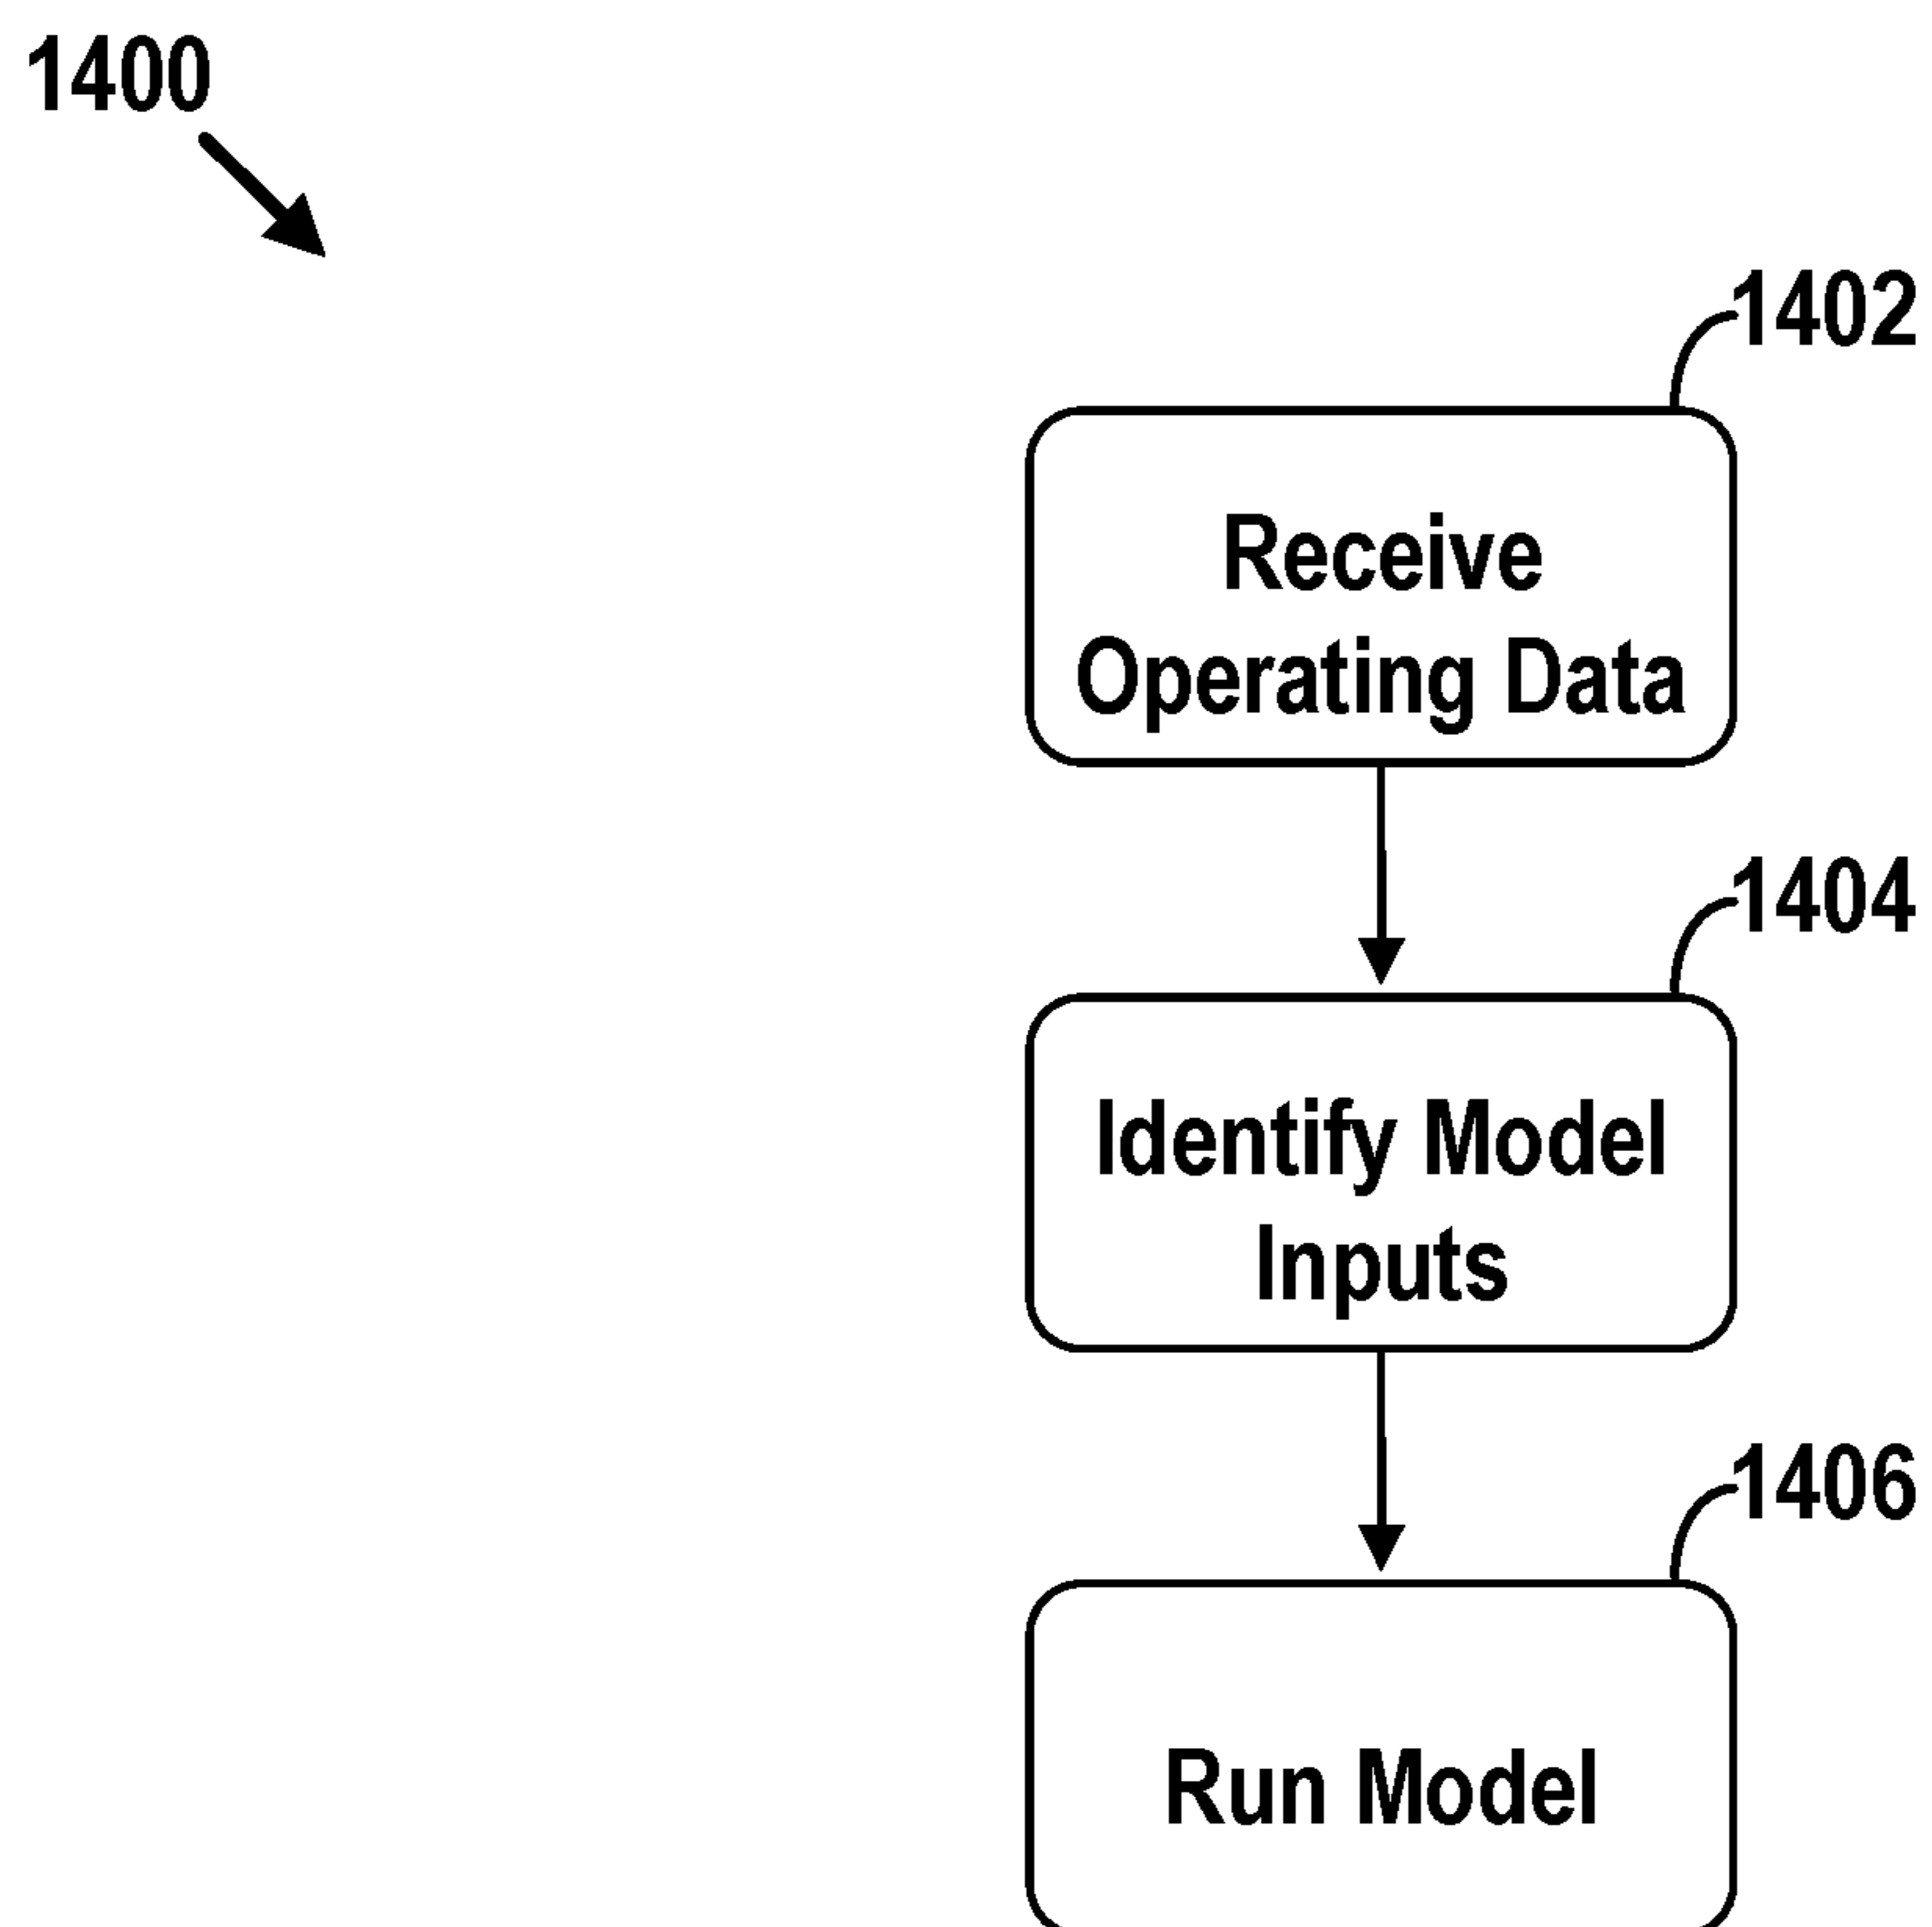 1400
1402
Receive
Operating Data
1404
Identify Model
Inputs
1406
Run Model